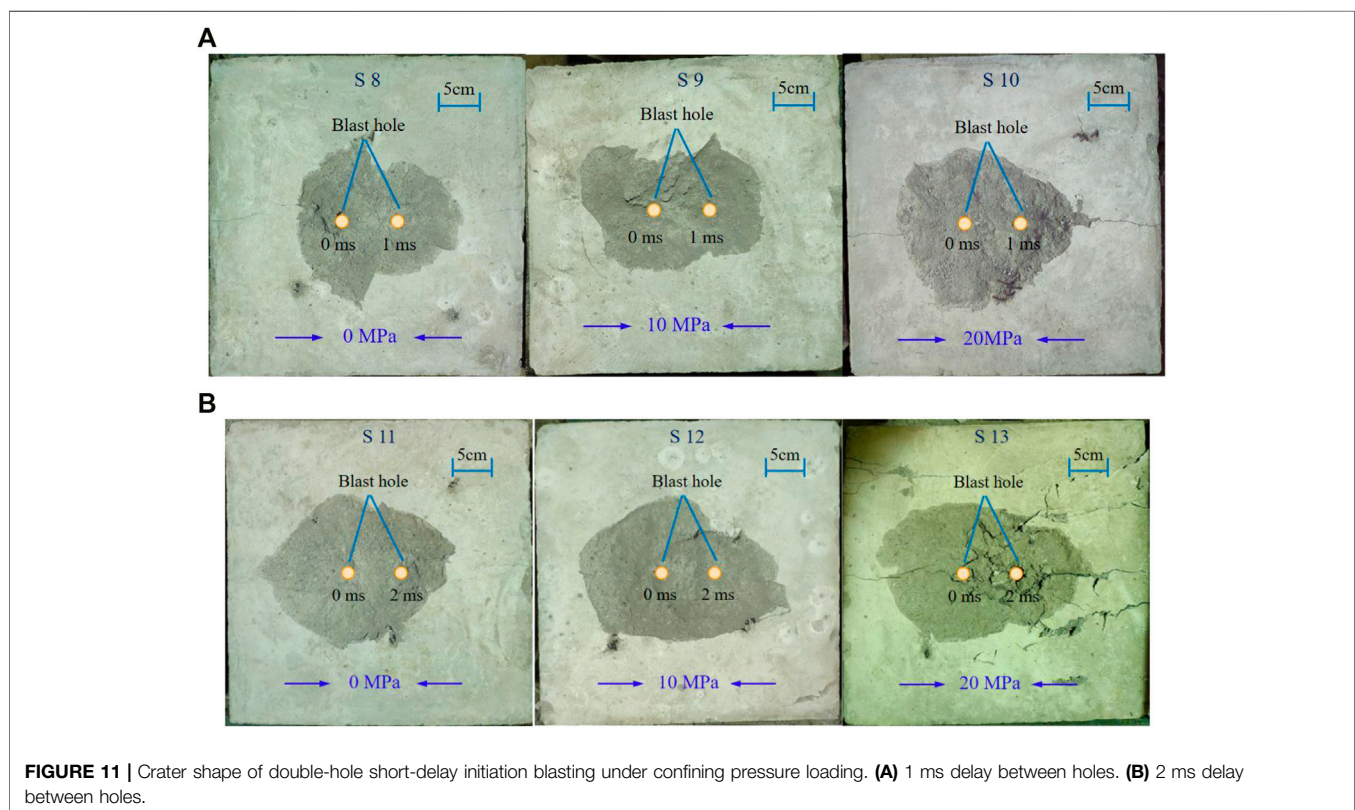 A
S 8
5cm
Blast hole
0 ms
1 ms
0 MPa
S 9
5cm
Blast hole
0 ms
1 ms
10 MPa
S 10
5cm
Blast hole
0 ms
1 ms
20MPa
B
S 11
5cm
Blast hole
0 ms
2 ms
0 MPa
S 12
5cm
Blast hole
0 ms
2 ms
10 MPa
S 13
5cm
Blast hole
0 ms
2 ms
20 MPa
FIGURE 11 | Crater shape of double-hole short-delay initiation blasting under confining pressure loading. (A) 1 ms delay between holes. (B) 2 ms delay
between holes.